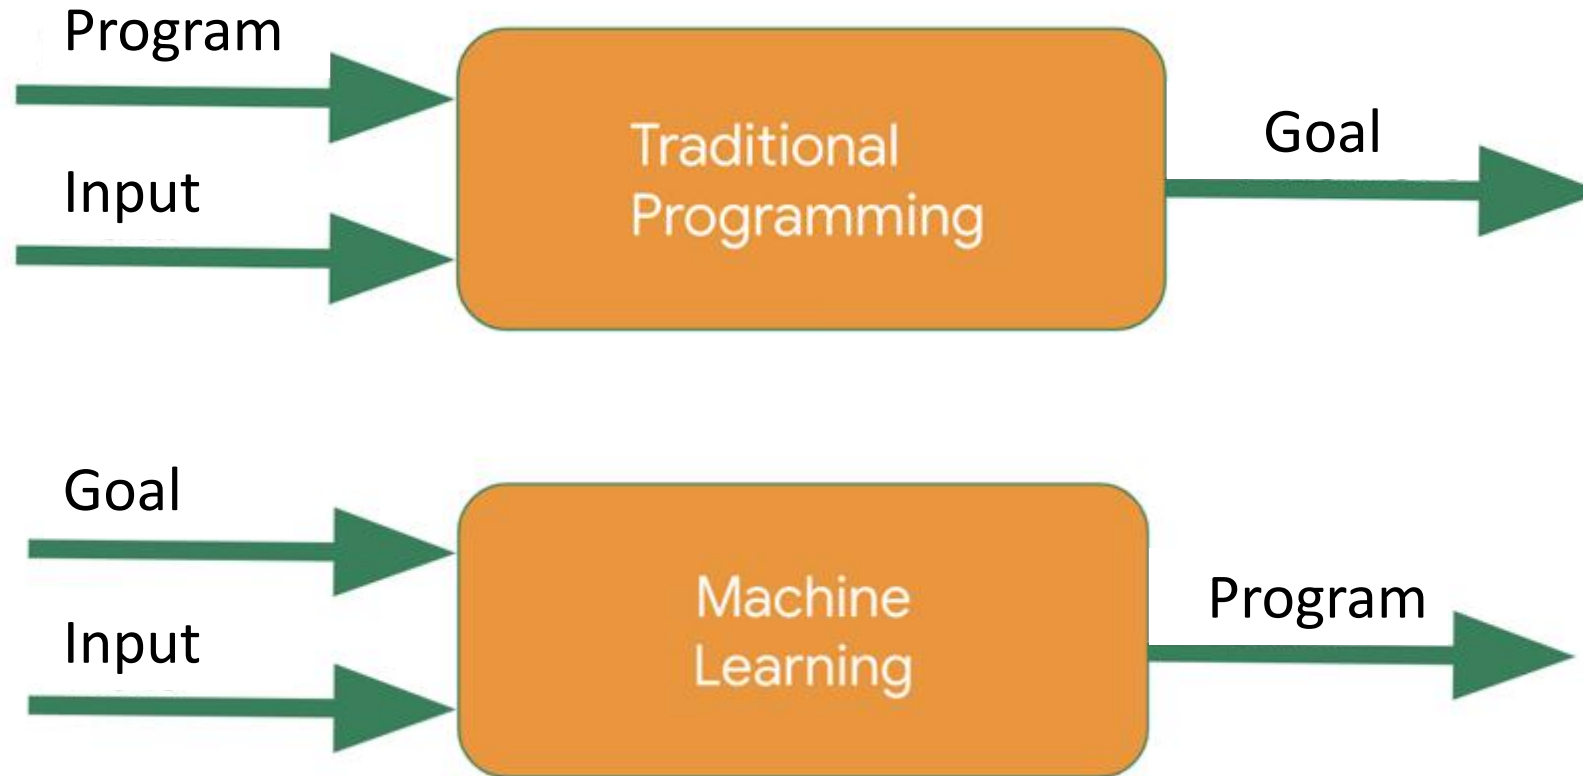 Program
Input
Traditional
Programming
Goal
Goal
Input
Machine
Learning
Program